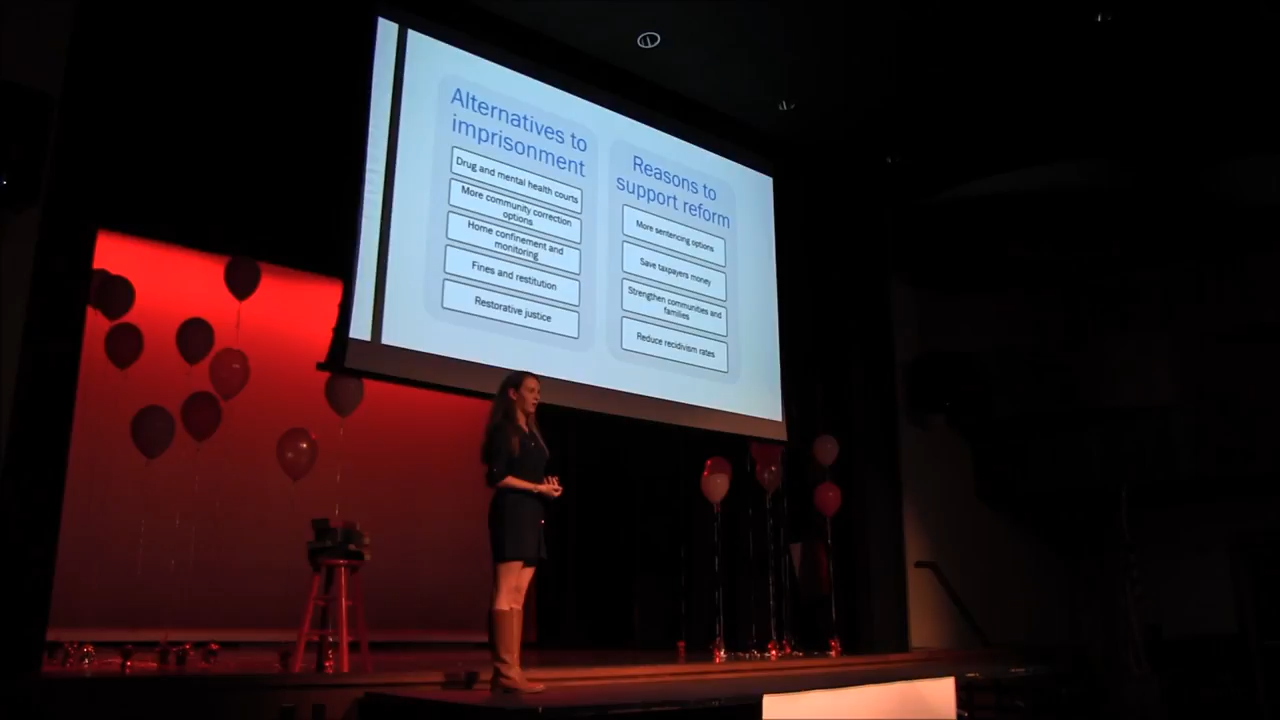 Alternatives to
imprisonment
Drug and mental health courts
More community correction
options
Home confinement and
monitoring
Fines and restitution
Restorative justice
Reasons to
support reform
More sentencing options
Save taxpayers money
Strengthen communities and
families
Reduce recidivism rates